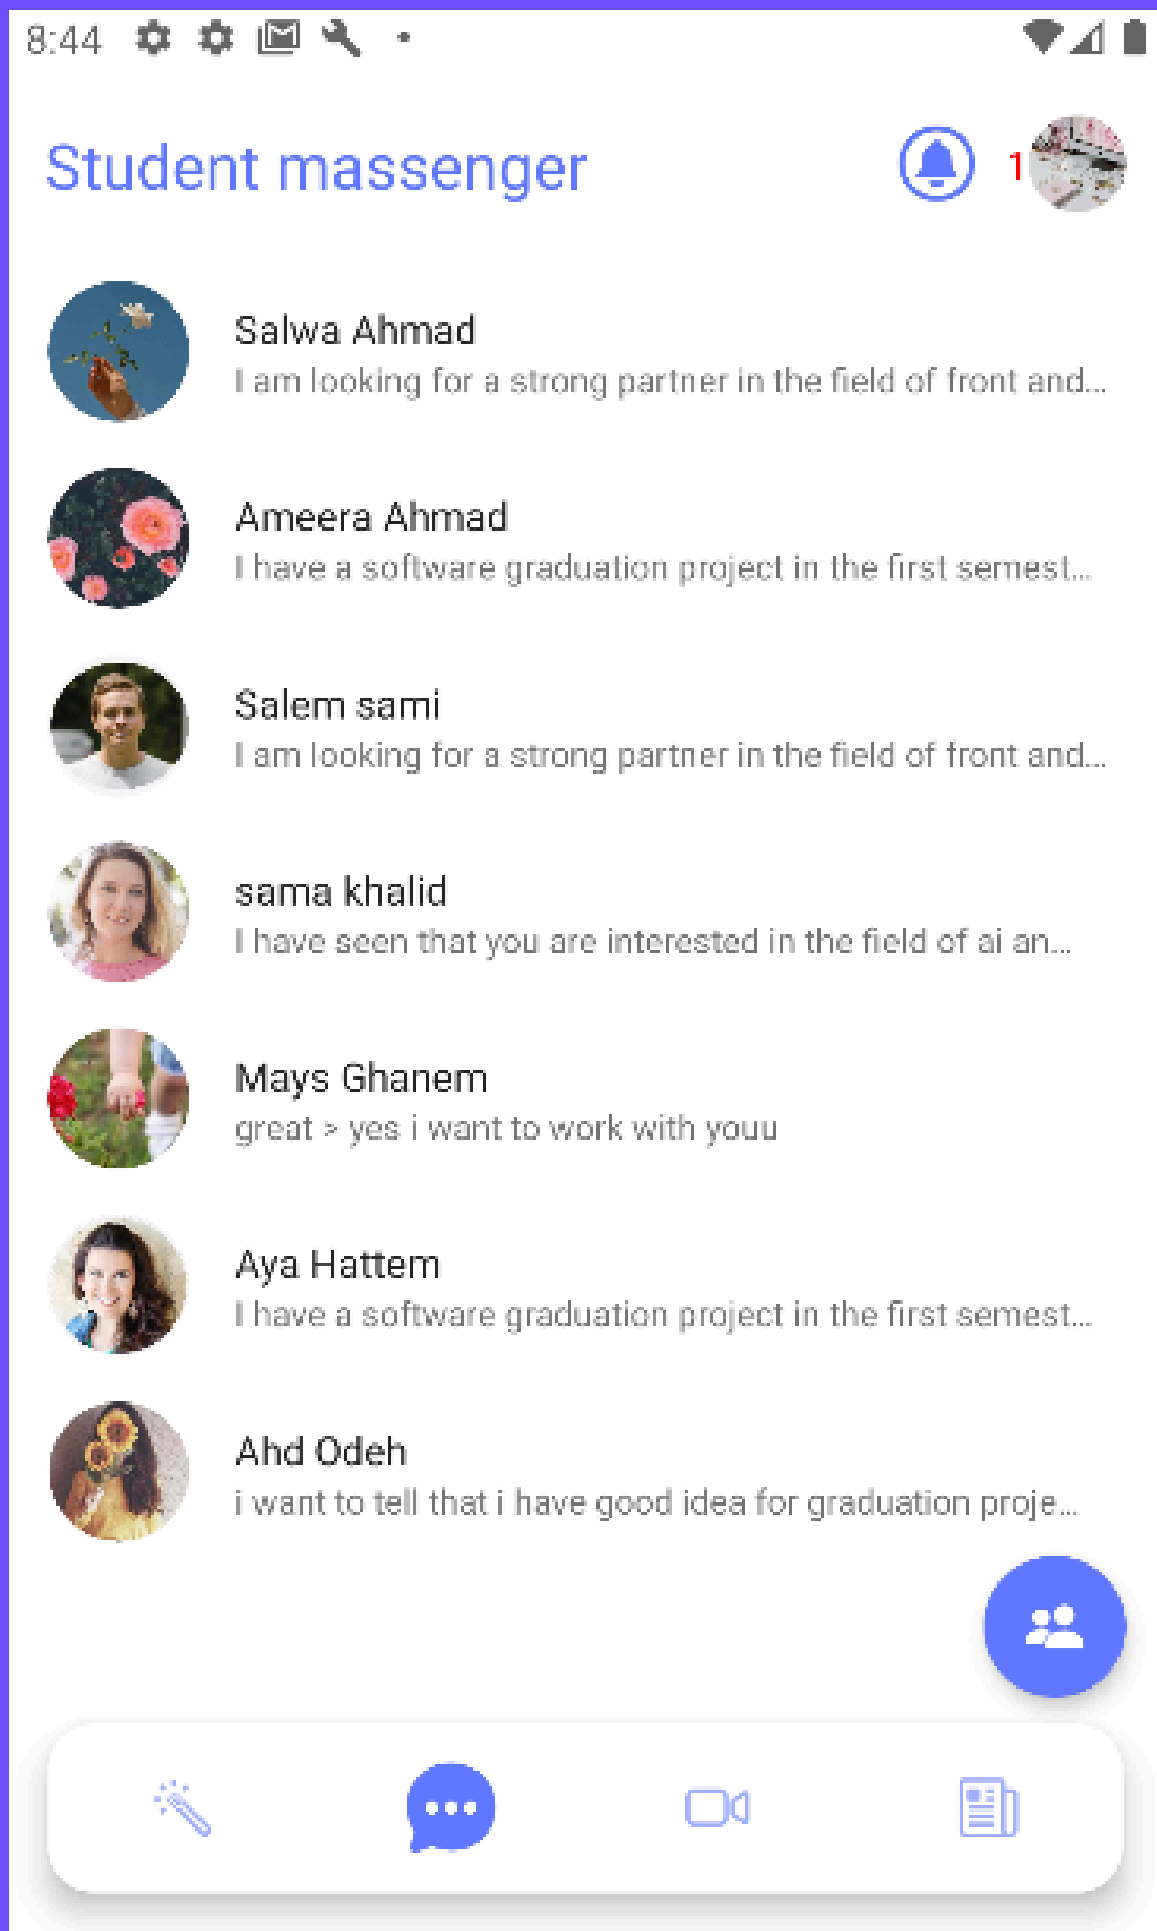 8:44
Student massenger
1
Salwa Ahmad
I am looking for a strong partner in the field of front and...
Ameera Ahmad
I have a software graduation project in the first semest...
Salem sami
I am looking for a strong partner in the field of front and...
sama khalid
I have seen that you are interested in the field of ai an...
Mays Ghanem
great > yes i want to work with youu
Aya Hattem
I have a software graduation project in the first semest...
Ahd Odeh
i want to tell that i have good idea for graduation proje...